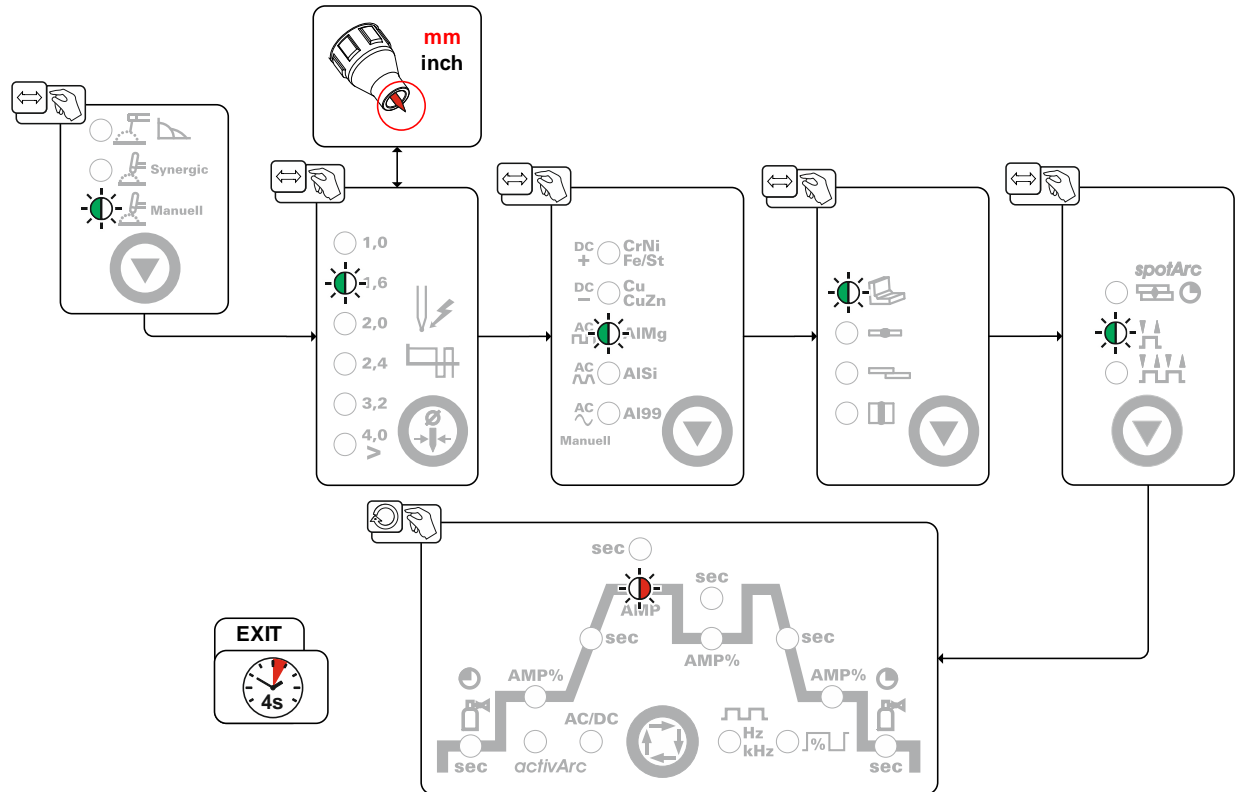 mm
inch
Synergic
Manuell
1,0
1,6
2,0
2,4
3,2
4,0
>
Ø
DC
+
CrNi
Fe/St
DC
–
Cu
CuZn
AC
AlMg
AC
AlSi
AC
Al99
Manuell
spotArc
sec
AMP
sec
sec
AMP%
sec
AMP%
AMP%
AC/DC
Hz
kHz
%
sec
activArc
sec
EXIT
4s